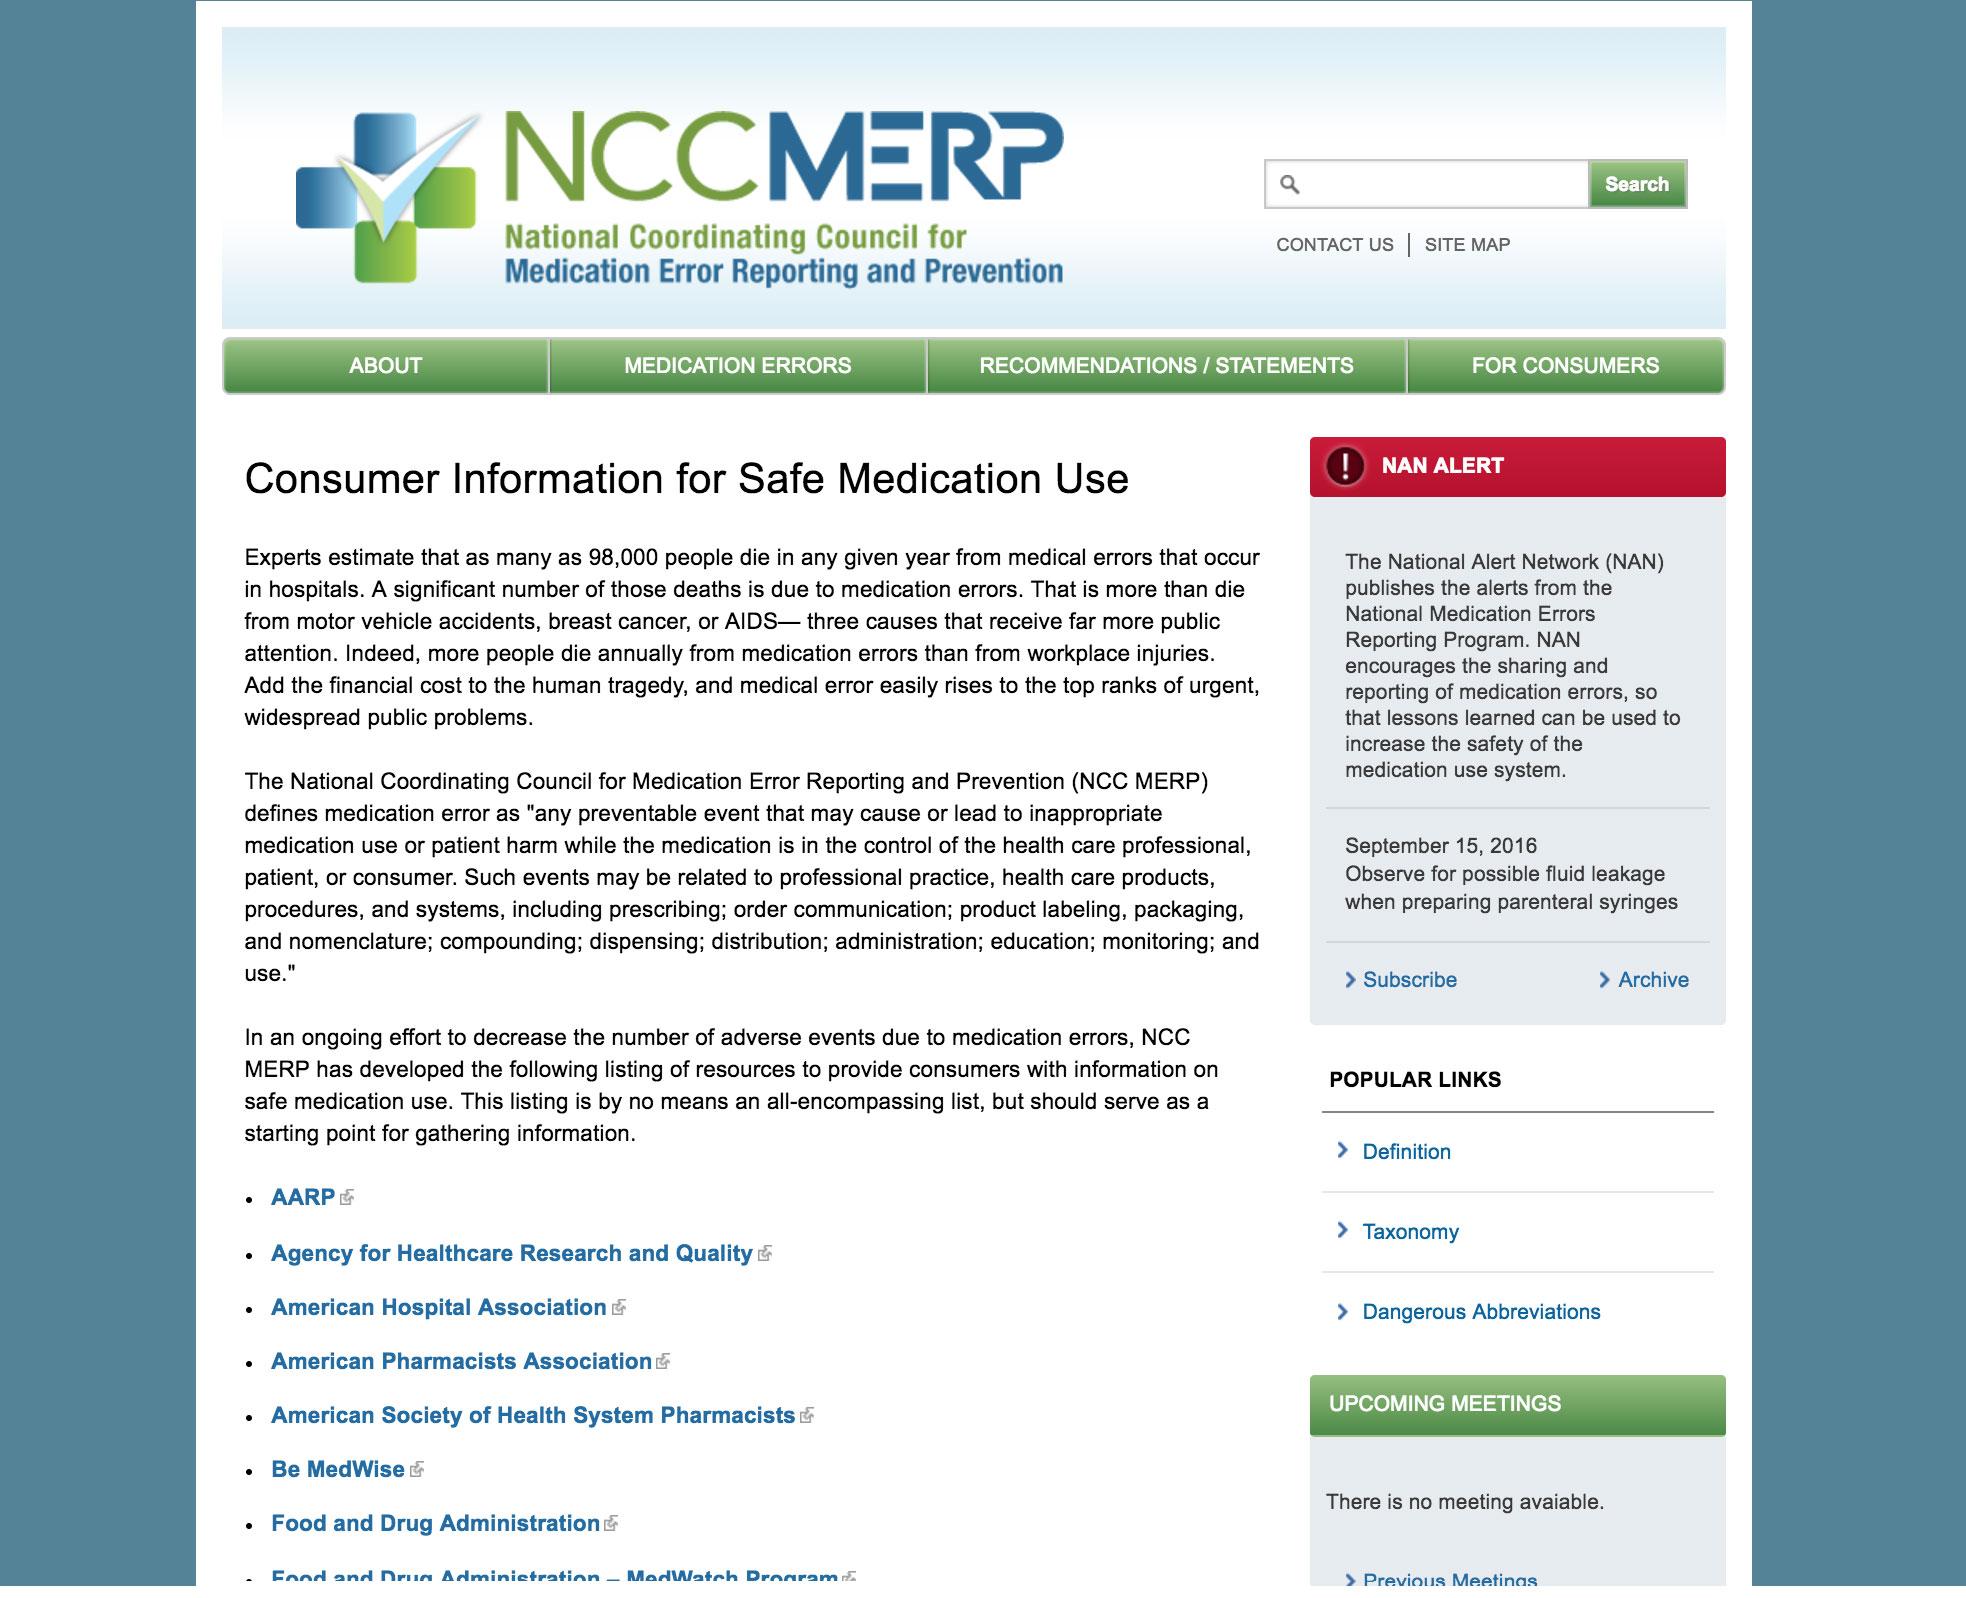 NCCMERP
National Coordinating Council for
Medication Error Reporting and Prevention
Search
CONTACT US | SITE MAP
ABOUT
MEDICATION ERRORS
RECOMMENDATIONS / STATEMENTS
FOR CONSUMERS
Consumer Information for Safe Medication Use
Experts estimate that as many as 98,000 people die in any given year from medical errors that occur
in hospitals. A significant number of those deaths is due to medication errors. That is more than die
from motor vehicle accidents, breast cancer, or AIDS— three causes that receive far more public
attention. Indeed, more people die annually from medication errors than from workplace injuries.
Add the financial cost to the human tragedy, and medical error easily rises to the top ranks of urgent,
widespread public problems.
The National Coordinating Council for Medication Error Reporting and Prevention (NCC MERP)
defines medication error as "any preventable event that may cause or lead to inappropriate
medication use or patient harm while the medication is in the control of the health care professional,
patient, or consumer. Such events may be related to professional practice, health care products,
procedures, and systems, including prescribing; order communication; product labeling, packaging,
and nomenclature; compounding; dispensing; distribution; administration; education; monitoring; and
use."
In an ongoing effort to decrease the number of adverse events due to medication errors, NCC
MERP has developed the following listing of resources to provide consumers with information on
safe medication use. This listing is by no means an all-encompassing list, but should serve as a
starting point for gathering information.
• AARP
• Agency for Healthcare Research and Quality
• American Hospital Association
• American Pharmacists Association
• American Society of Health System Pharmacists
• Be MedWise
• Food and Drug Administration
• Food and Drug Administration – MedWatch Program
NAN ALERT
The National Alert Network (NAN)
publishes the alerts from the
National Medication Errors
Reporting Program. NAN
encourages the sharing and
reporting of medication errors, so
that lessons learned can be used to
increase the safety of the
medication use system.
September 15, 2016
Observe for possible fluid leakage
when preparing parenteral syringes
Subscribe
Archive
POPULAR LINKS
Definition
Taxonomy
Dangerous Abbreviations
UPCOMING MEETINGS
There is no meeting avaiable.
Previous Meetings